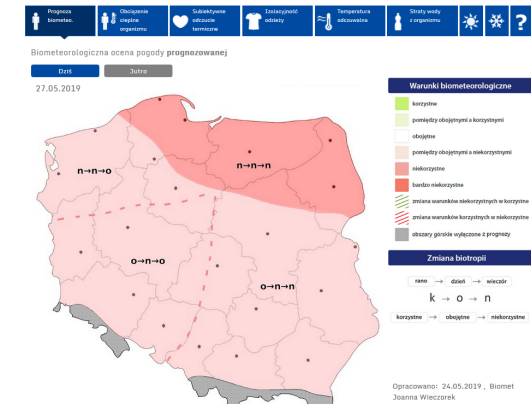 Prognoza
biometeo.
Obciążenie
cieplne
organizmu
Subiektywne
odczucie
termiczne
Izolacyjność
odzieży
Temperatura
odczuwalna
Straty wody
z organizmu
?
Biometeorologiczna ocena pogody prognozowanej
Dziś
Jutro
27.05.2019
n→n→o
n→n→n
o→n→o
o→n→n
Warunki biometeorologiczne
korzystne
pomiędzy obojętnymi a korzystnymi
obojętne
pomiędzy obojętnymi a niekorzystnymi
niekorzystne
bardzo niekorzystne
zmiana warunków niekorzystnych w korzystne
zmiana warunków korzystnych w niekorzystne
obszary górskie wyłączone z prognozy
Zmiana biotropii
rano → dzień → wieczór
k → o → n
korzystne → obojętne → niekorzystne
Opracowano: 24.05.2019 , Biomet
Joanna Wieczorek